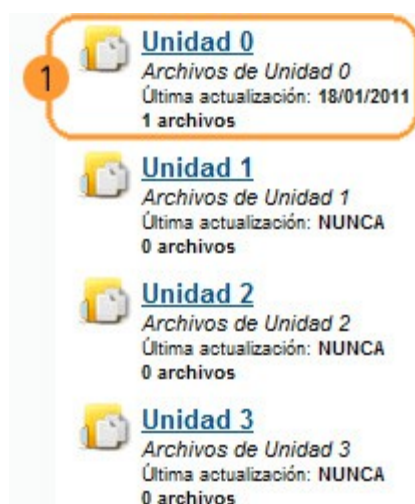 1
Unidad 0
Archivos de Unidad 0
Última actualización: 18/01/2011
1 archivos
Unidad 1
Archivos de Unidad 1
Última actualización: NUNCA
0 archivos
Unidad 2
Archivos de Unidad 2
Última actualización: NUNCA
0 archivos
Unidad 3
Archivos de Unidad 3
Última actualización: NUNCA
0 archivos